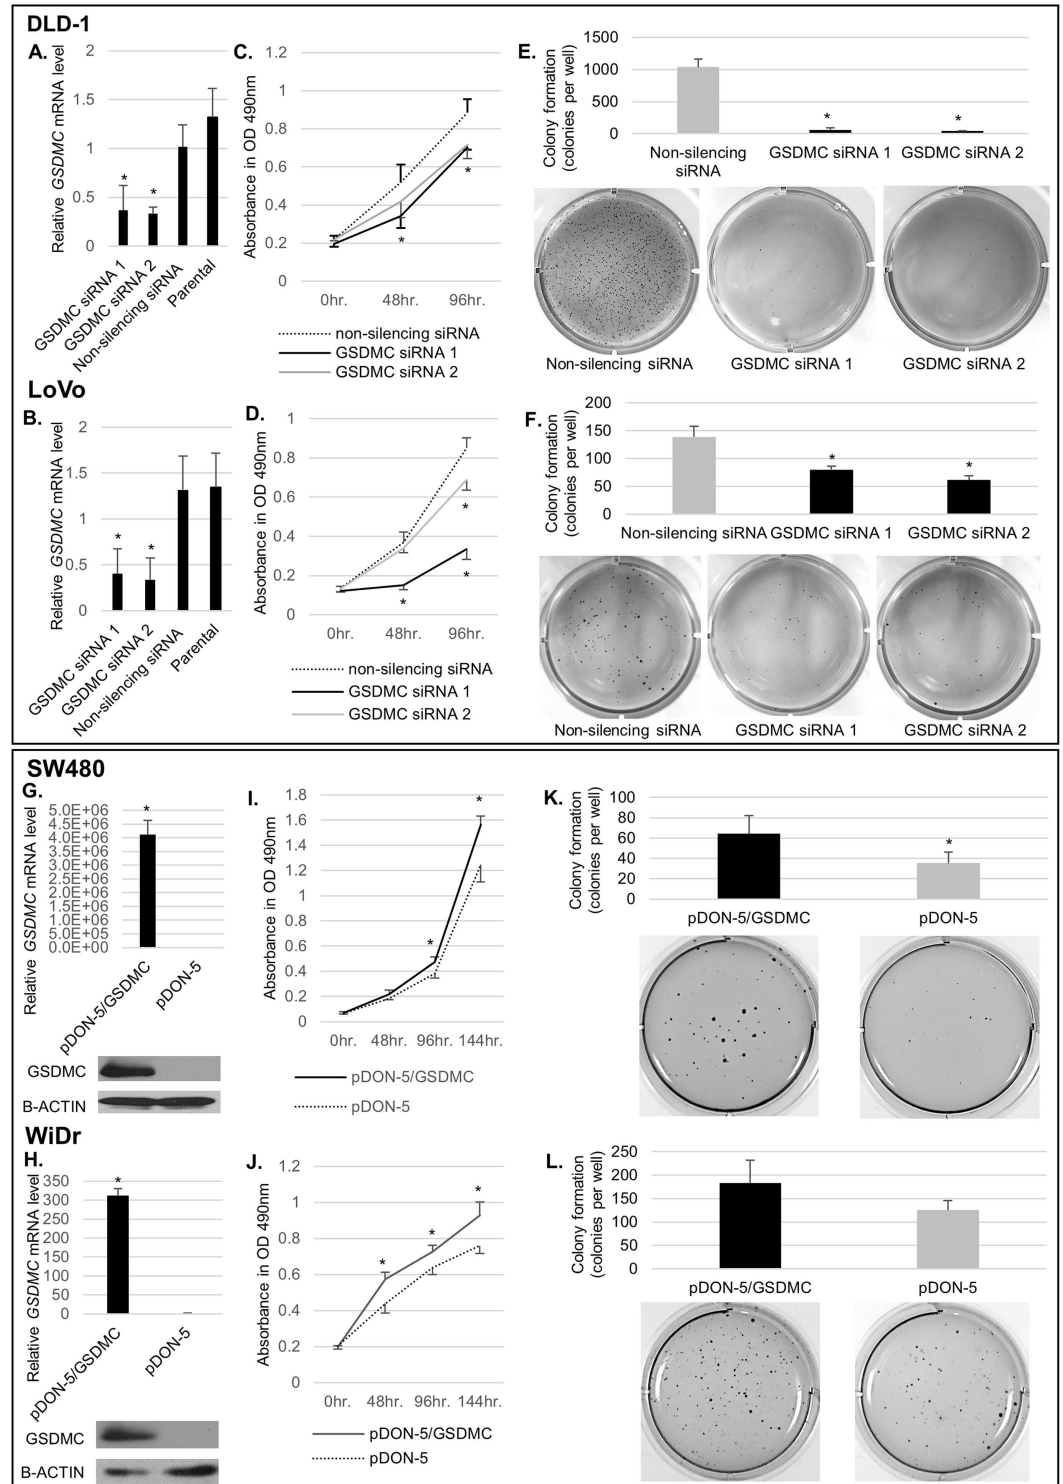 DLD-1
A.
Relative GSDMC mRNA level
2
1.5
1
0.5
0
*
*
GSDMC siRNA 1
GSDMC siRNA 2
Non-silencing siRNA
Parental
C.
Absorbance in OD 490nm
1.2
1
0.8
0.6
0.4
0.2
0
*
*
0hr. 48hr. 96hr.
non-silencing siRNA
GSDMC siRNA 1
GSDMC siRNA 2
E.
Colony formation
(colonies per well)
1500
1000
500
0
*
*
Non-silencing
siRNA
GSDMC siRNA 1
GSDMC siRNA 2
Non-silencing siRNA
GSDMC siRNA 1
GSDMC siRNA 2
LoVo
B.
Relative GSDMC mRNA level
2
1.5
1
0.5
0
*
*
GSDMC siRNA 1
GSDMC siRNA 2
Non-silencing siRNA
Parental
D.
Absorbance in OD 490nm
1
0.8
0.6
0.4
0.2
0
*
*
*
0hr. 48hr. 96hr.
non-silencing siRNA
GSDMC siRNA 1
GSDMC siRNA 2
F.
Colony formation
(colonies per well)
200
150
100
50
0
*
*
Non-silencing siRNA GSDMC siRNA 1 GSDMC siRNA 2
Non-silencing siRNA
GSDMC siRNA 1
GSDMC siRNA 2
SW480
G.
Relative GSDMC mRNA level
5.0E+06
4.5E+06
4.0E+06
3.5E+06
3.0E+06
2.5E+06
2.0E+06
1.5E+06
1.0E+06
5.0E+05
0.0E+00
*
pDON-5/GSDMC
pDON-5
GSDMC
B-ACTIN
I.
Absorbance in OD 490nm
1.8
1.6
1.4
1.2
1
0.8
0.6
0.4
0.2
0
*
*
0hr. 48hr. 96hr. 144hr.
pDON-5/GSDMC
pDON-5
K.
Colony formation
(colonies per well)
100
80
60
40
20
0
*
pDON-5/GSDMC
pDON-5
WiDr
H.
Relative GSDMC mRNA level
350
300
250
200
150
100
50
0
*
pDON-5/GSDMC
pDON-5
GSDMC
B-ACTIN
J.
Absorbance in OD 490nm
1.2
1
0.8
0.6
0.4
0.2
0
*
*
*
0hr. 48hr. 96hr. 144hr.
pDON-5/GSDMC
pDON-5
L.
Colony formation
(colonies per well)
250
200
150
100
50
0
pDON-5/GSDMC
pDON-5